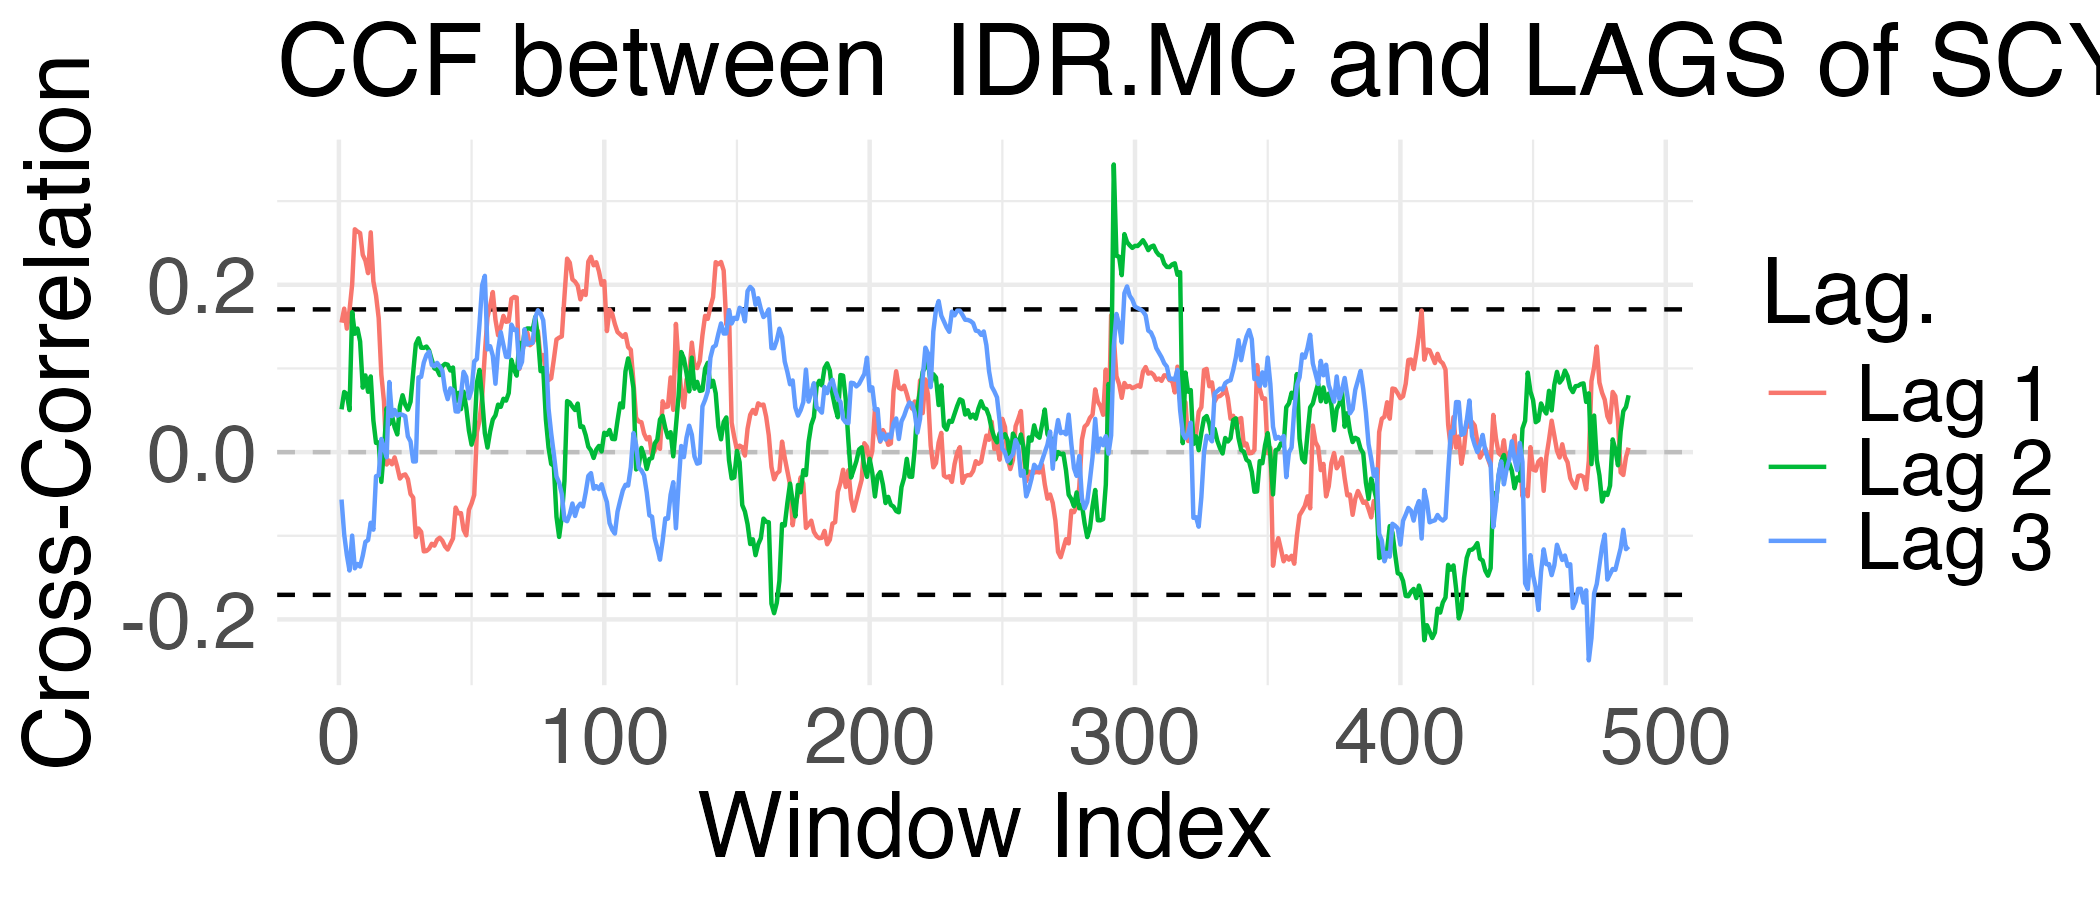 CCF between IDR.MC and LAGS of SCY
Cross-Correlation
0.2
0.0
-0.2
0
100
200
300
400
500
Window Index
Lag.
Lag 1
Lag 2
Lag 3